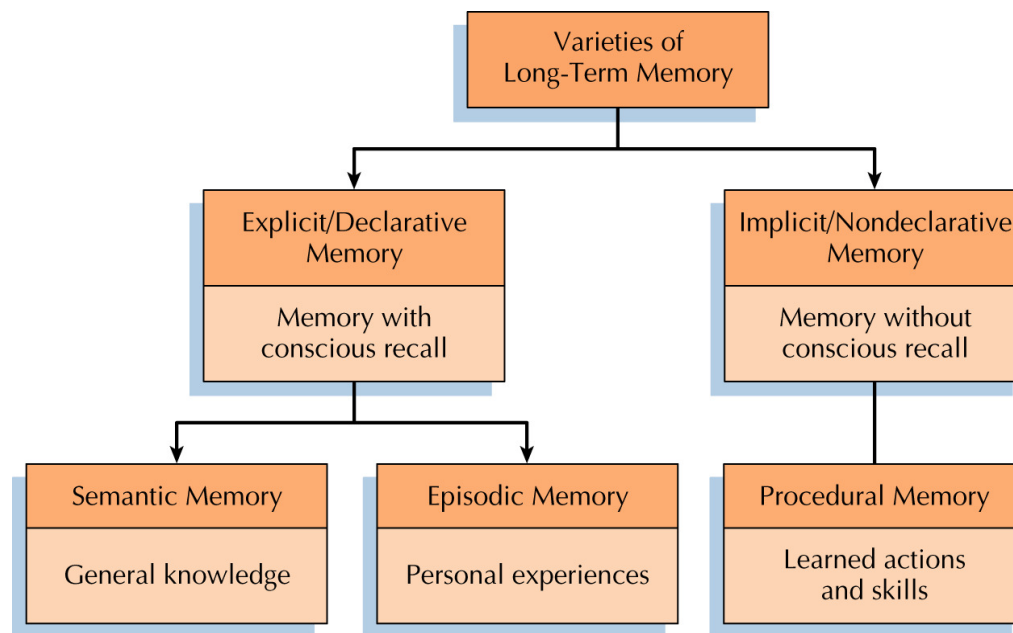 Varieties of
Long-Term Memory
Explicit/Declarative
Memory
Memory with
conscious recall
Implicit/Nondeclarative
Memory
Memory without
conscious recall
Semantic Memory
General knowledge
Episodic Memory
Personal experiences
Procedural Memory
Learned actions
and skills